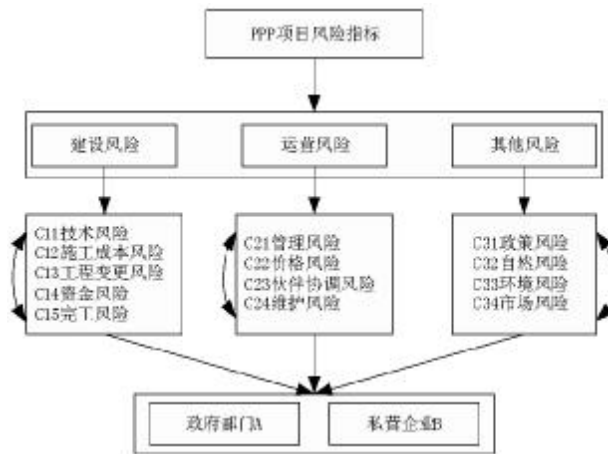 PPP项目风险指标
建设风险
运营风险
其他风险
C11技术风险
C12施工成本风险
C13工程变更风险
C14资金风险
C15完工风险
C21管理风险
C22价格风险
C23伙伴协调风险
C24维护风险
C31政策风险
C32自然风险
C33环境风险
C34市场风险
政府部门A
私营企业B